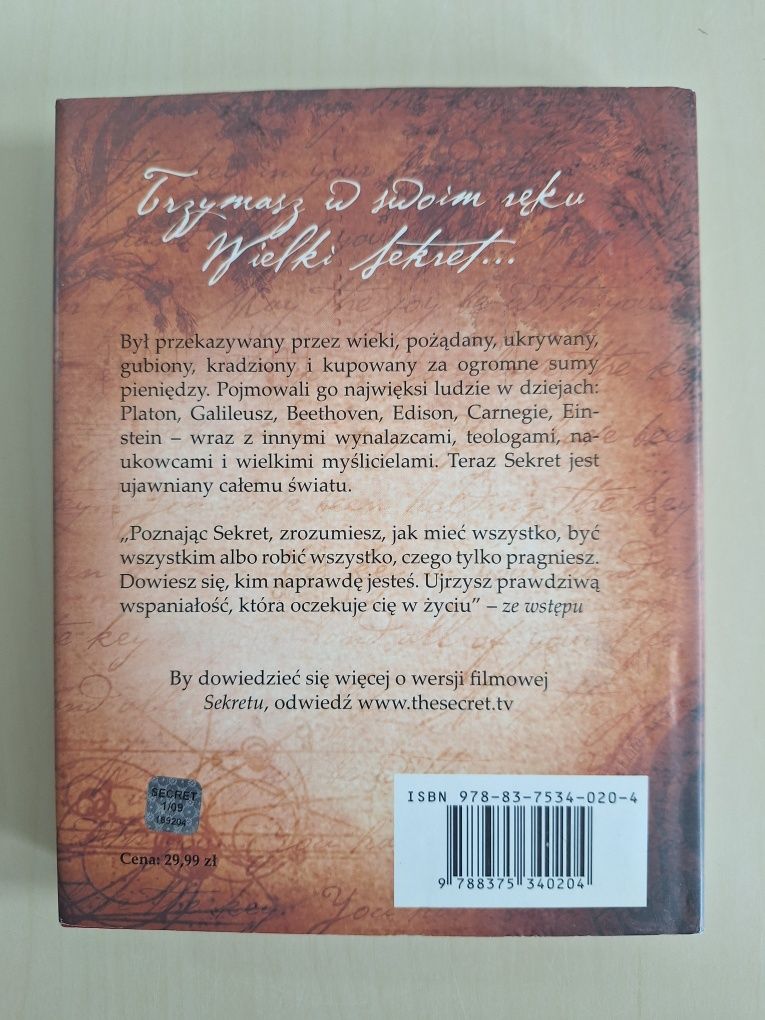 Trzymasz w swoim ręku
Wielki Sekret...
Był przekazywany przez wieki, pożądany, ukrywany,
gubiony, kradziony i kupowany za ogromne sumy
pieniędzy. Pojmowali go najwięksi ludzie w dziejach:
Platon, Galileusz, Beethoven, Edison, Carnegie, Ein-
stein – wraz z innymi wynalazcami, teologami, na-
ukowcami i wielkimi myślicielami. Teraz Sekret jest
ujawniany całemu światu.
„Poznając Sekret, zrozumiesz, jak mieć wszystko, być
wszystkim albo robić wszystko, czego tylko pragniesz.
Dowiesz się, kim naprawdę jesteś. Ujrzysz prawdziwą
wspaniałość, która oczekuje cię w życiu” – ze wstępu
By dowiedzieć się więcej o wersji filmowej
Sekretu, odwiedź www.thesecret.tv
SECRET
1/09
189204
Cena: 29,99 zł
ISBN 978-83-7534-020-4
9 788375 340204